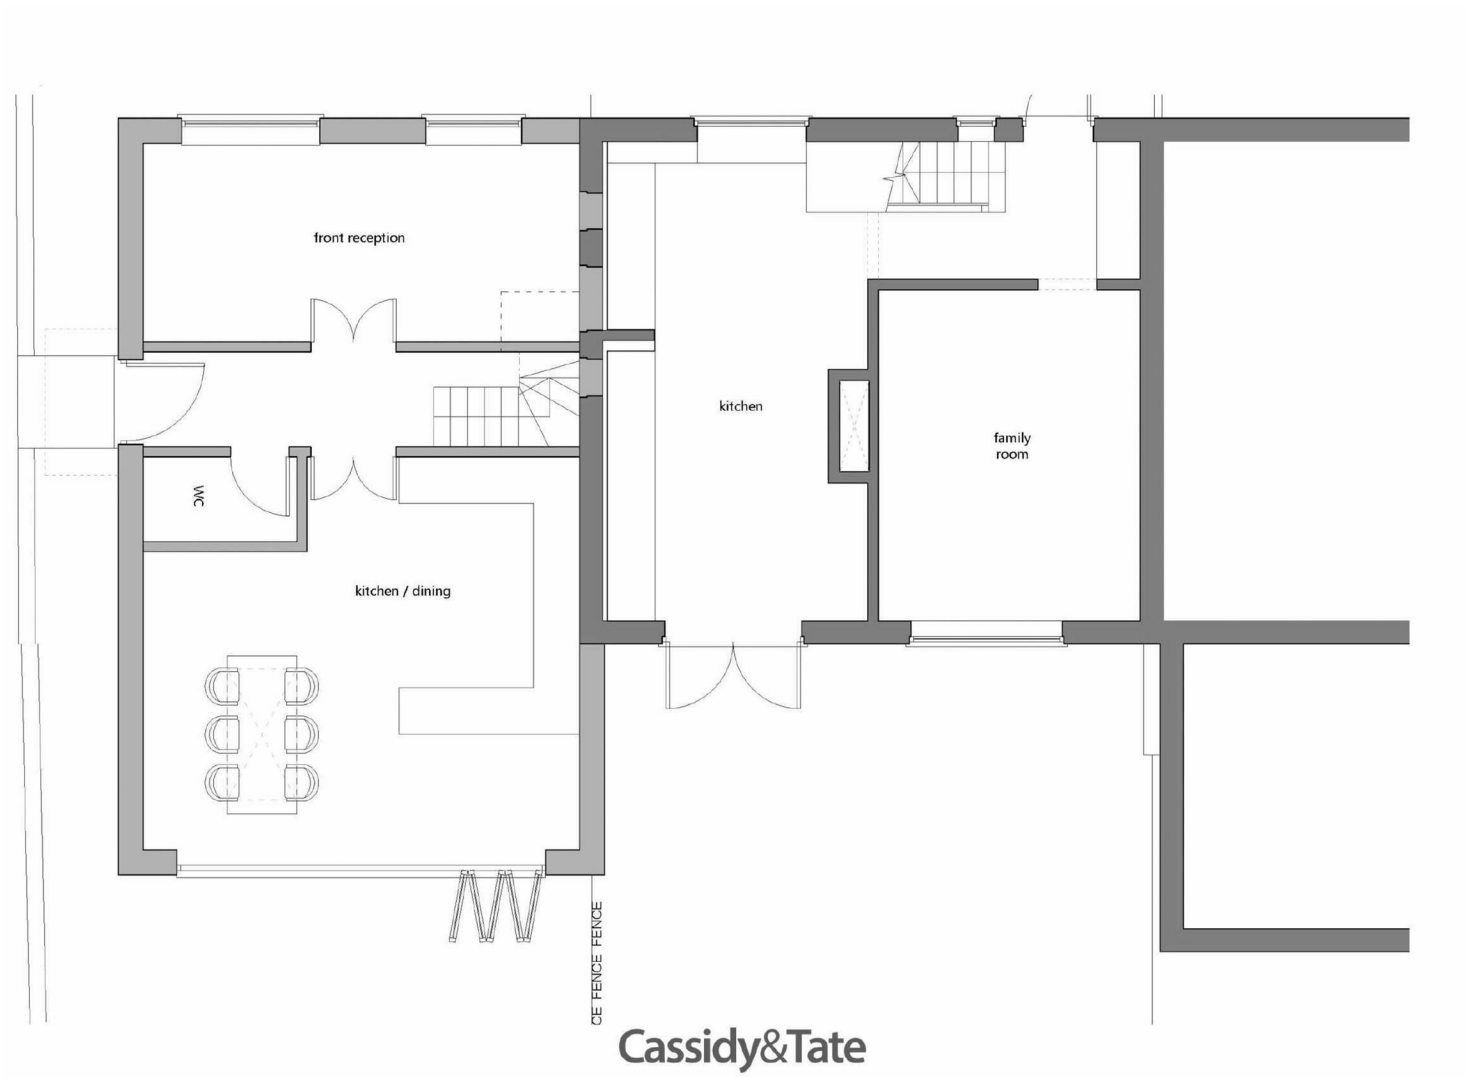 front reception
kitchen
family
room
WC
kitchen / dining
CE FENCE FENCE
Cassidy&Tate